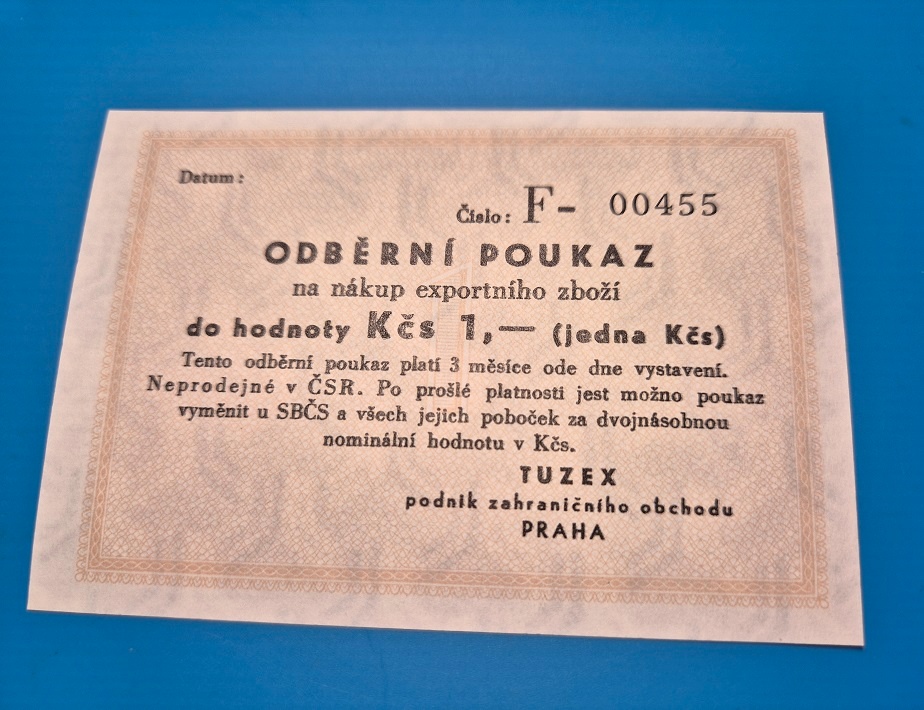 Datum:
Číslo: F- 00455
ODBĚRNÍ POUKAZ
na nákup exportního zboží
do hodnoty Kčs 1,— (jedna Kčs)
Tento odběrní poukaz platí 3 měsíce ode dne vystavení.
Neprodejné v ČSR. Po prošlé platnosti jest možno poukaz
vyměnit u SBČS a všech jejich poboček za dvojnásobnou
nominální hodnotu v Kčs.
TUZEX
podnik zahraničního obchodu
PRAHA